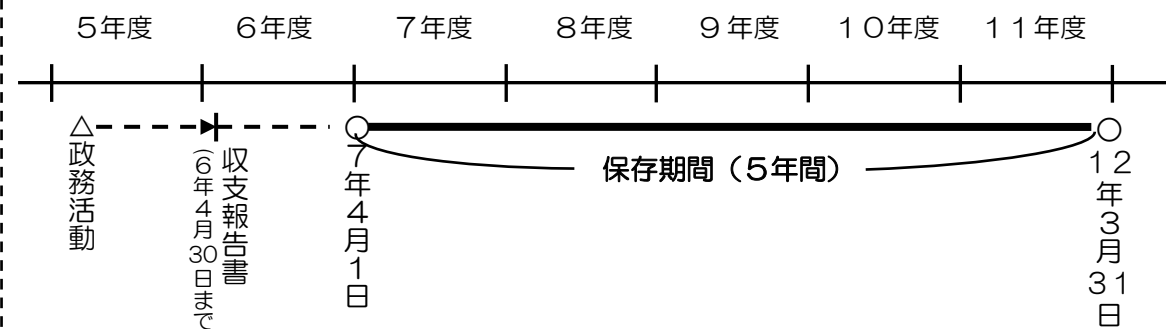 ５年度　６年度　７年度　８年度　９年度　１０年度　１１年度
△政務活動
収支報告書
（６年４月30日まで
７年４月１日
保存期間（５年間）
１２年３月３１日